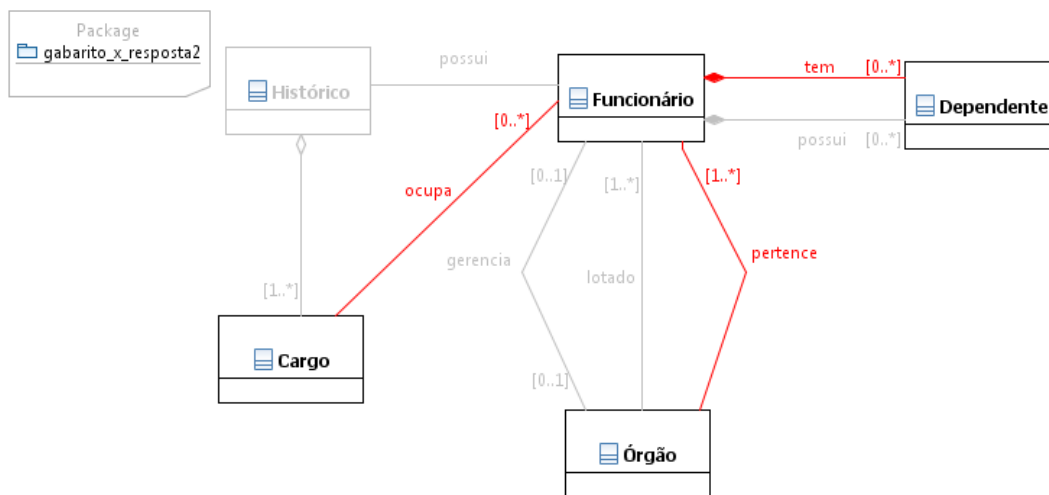 Package
gabarito_x_resposta2
possui
Histórico
Funcionário
tem
[0..*]
Dependente
possui
[0..*]
[0..*]
ocupa
[0..1]
[1..*]
[1..*]
gerencia
lotado
pertence
[1..*]
Cargo
[0..1]
Órgão